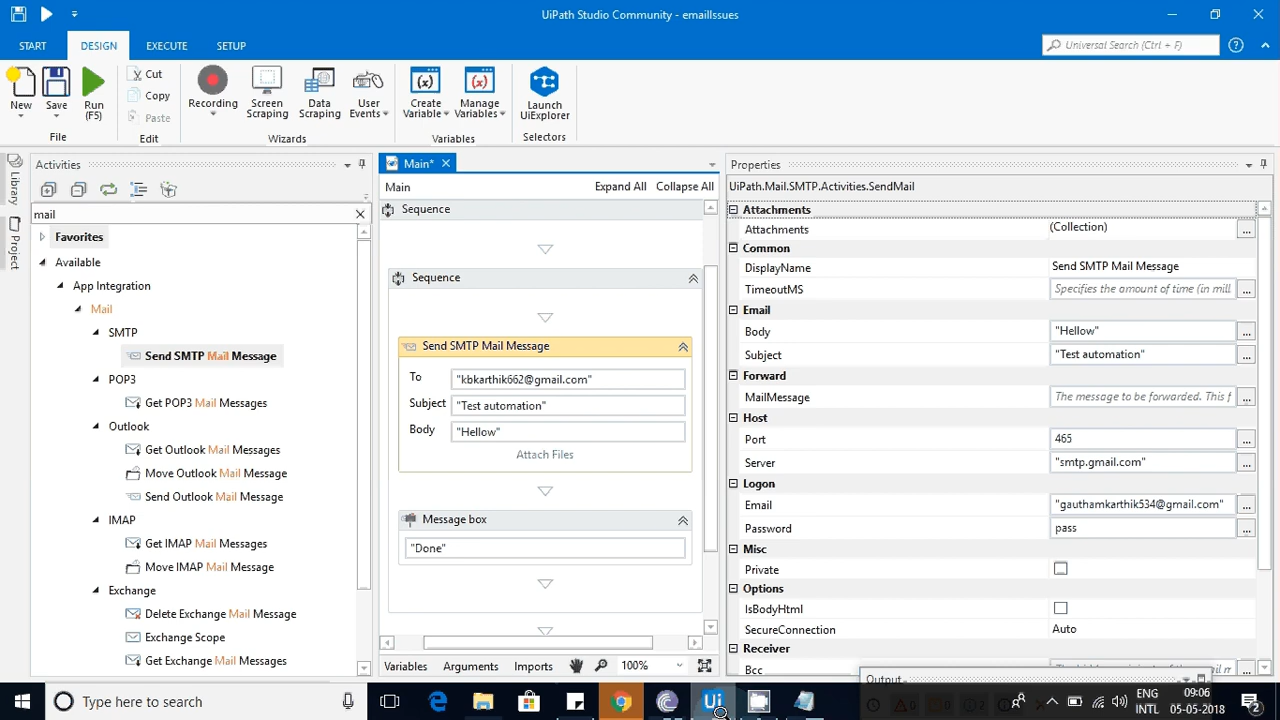 UiPath Studio Community - emailIssues
START
DESIGN
EXECUTE
SETUP
Universal Search (Ctrl + F)
New
Save
Run
(F5)
Cut
Copy
Paste
Recording
Screen
Scraping
Data
Scraping
User
Events
Create
Variable
Manage
Variables
Launch
UiExplorer
File
Edit
Wizards
Variables
Selectors
Library
Project
Activities
mail
Favorites
Available
App Integration
Mail
SMTP
Send SMTP Mail Message
POP3
Get POP3 Mail Messages
Outlook
Get Outlook Mail Messages
Move Outlook Mail Message
Send Outlook Mail Message
IMAP
Get IMAP Mail Messages
Move IMAP Mail Message
Exchange
Delete Exchange Mail Message
Exchange Scope
Get Exchange Mail Messages
Main*
Main
Expand All
Collapse All
Sequence
Sequence
Send SMTP Mail Message
To "kbkarthik662@gmail.com"
Subject "Test automation"
Body "Hellow"
Attach Files
Message box
"Done"
Variables
Arguments
Imports
100%
Properties
UiPath.Mail.SMTP.Activities.SendMail
Attachments
Attachments (Collection) ...
Common
DisplayName Send SMTP Mail Message
TimeoutMS Specifies the amount of time (in mill ...
Email
Body "Hellow" ...
Subject "Test automation" ...
Forward
MailMessage The message to be forwarded. This f ...
Host
Port 465 ...
Server "smtp.gmail.com" ...
Logon
Email "gauthamkarthik534@gmail.com" ...
Password pass ...
Misc
Private
Options
IsBodyHtml
SecureConnection Auto
Receiver
Bcc
Output
Type here to search
Ui
ENG
INTL
09:06
05-05-2018
2